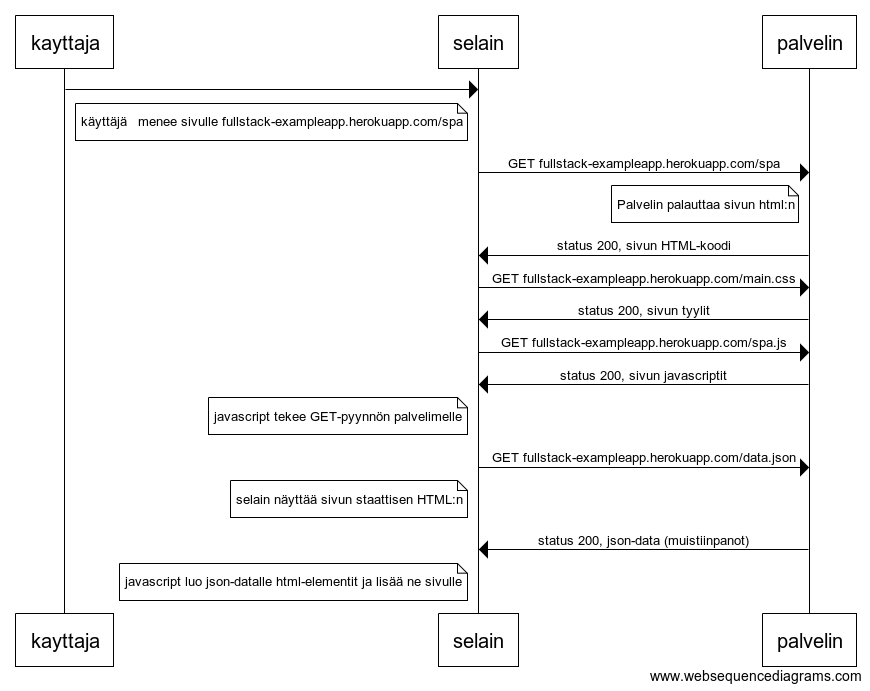 kayttaja
selain
palvelin
käyttäjä menee sivulle fullstack-exampleapp.herokuapp.com/spa
GET fullstack-exampleapp.herokuapp.com/spa
Palvelin palauttaa sivun html:n
status 200, sivun HTML-koodi
GET fullstack-exampleapp.herokuapp.com/main.css
status 200, sivun tyylit
GET fullstack-exampleapp.herokuapp.com/spa.js
status 200, sivun javascriptit
javascript tekee GET-pyynnön palvelimelle
GET fullstack-exampleapp.herokuapp.com/data.json
selain näyttää sivun staattisen HTML:n
status 200, json-data (muistiinpanot)
javascript luo json-datalle html-elementit ja lisää ne sivulle
kayttaja
selain
palvelin
www.websequencediagrams.com